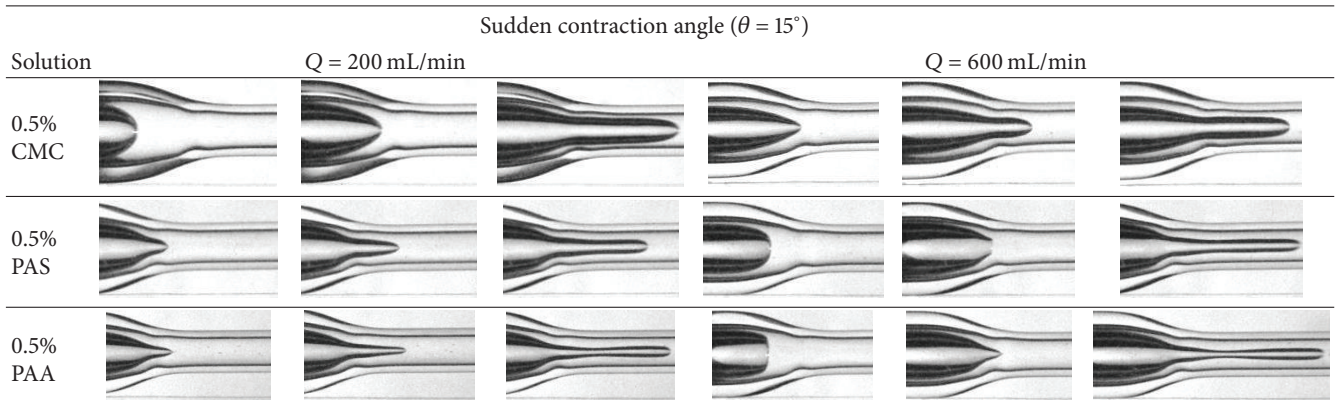 Sudden contraction angle (θ = 15°)
Solution Q = 200 mL/min Q = 600 mL/min
0.5%
CMC
0.5%
PAS
0.5%
PAA